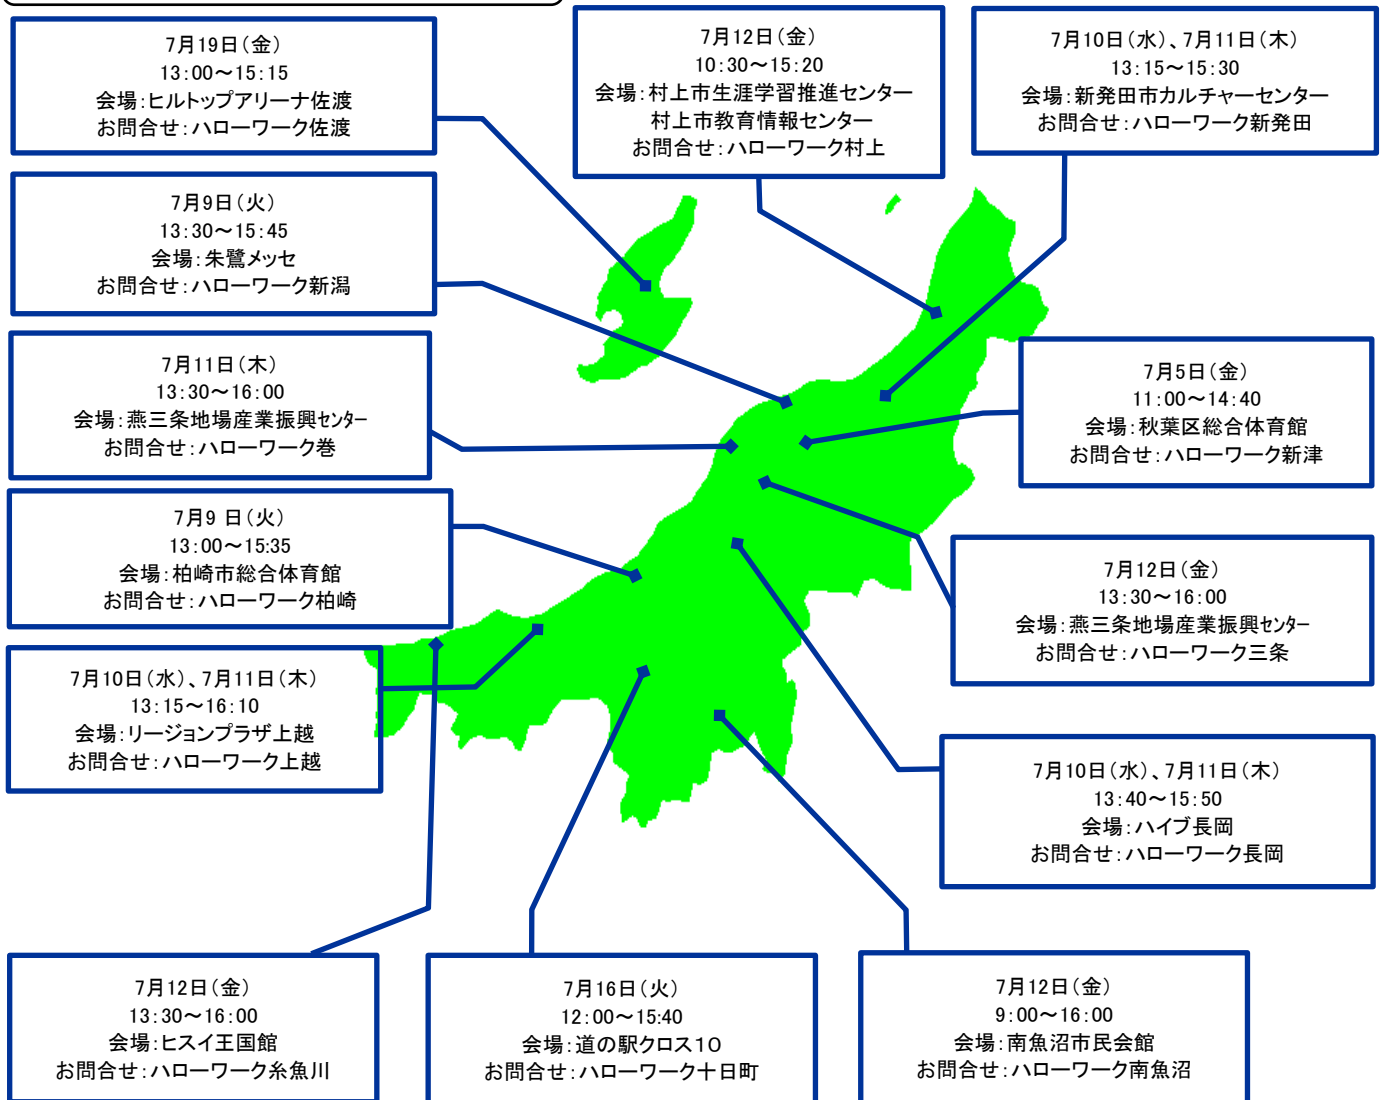 7月19日(金)
13:00～15:15
会場:ヒルトップアリーナ佐渡
お問合せ:ハローワーク佐渡
7月12日(金)
10:30～15:20
会場:村上市生涯学習推進センター
村上市教育情報センター
お問合せ:ハローワーク村上
7月10日(水)、7月11日(木)
13:15～15:30
会場:新発田市カルチャーセンター
お問合せ:ハローワーク新発田
7月9日(火)
13:30～15:45
会場:朱鷺メッセ
お問合せ:ハローワーク新潟
7月11日(木)
13:30～16:00
会場:燕三条地場産業振興センター
お問合せ:ハローワーク巻
7月5日(金)
11:00～14:40
会場:秋葉区総合体育館
お問合せ:ハローワーク新津
7月9 日(火)
13:00～15:35
会場:柏崎市総合体育館
お問合せ:ハローワーク柏崎
7月12日(金)
13:30～16:00
会場:燕三条地場産業振興センター
お問合せ:ハローワーク三条
7月10日(水)、7月11日(木)
13:15～16:10
会場:リージョンプラザ上越
お問合せ:ハローワーク上越
7月10日(水)、7月11日(木)
13:40～15:50
会場:ハイブ長岡
お問合せ:ハローワーク長岡
7月12日(金)
13:30～16:00
会場:ヒスイ王国館
お問合せ:ハローワーク糸魚川
7月16日(火)
12:00～15:40
会場:道の駅クロス10
お問合せ:ハローワーク十日町
7月12日(金)
9:00～16:00
会場:南魚沼市民会館
お問合せ:ハローワーク南魚沼